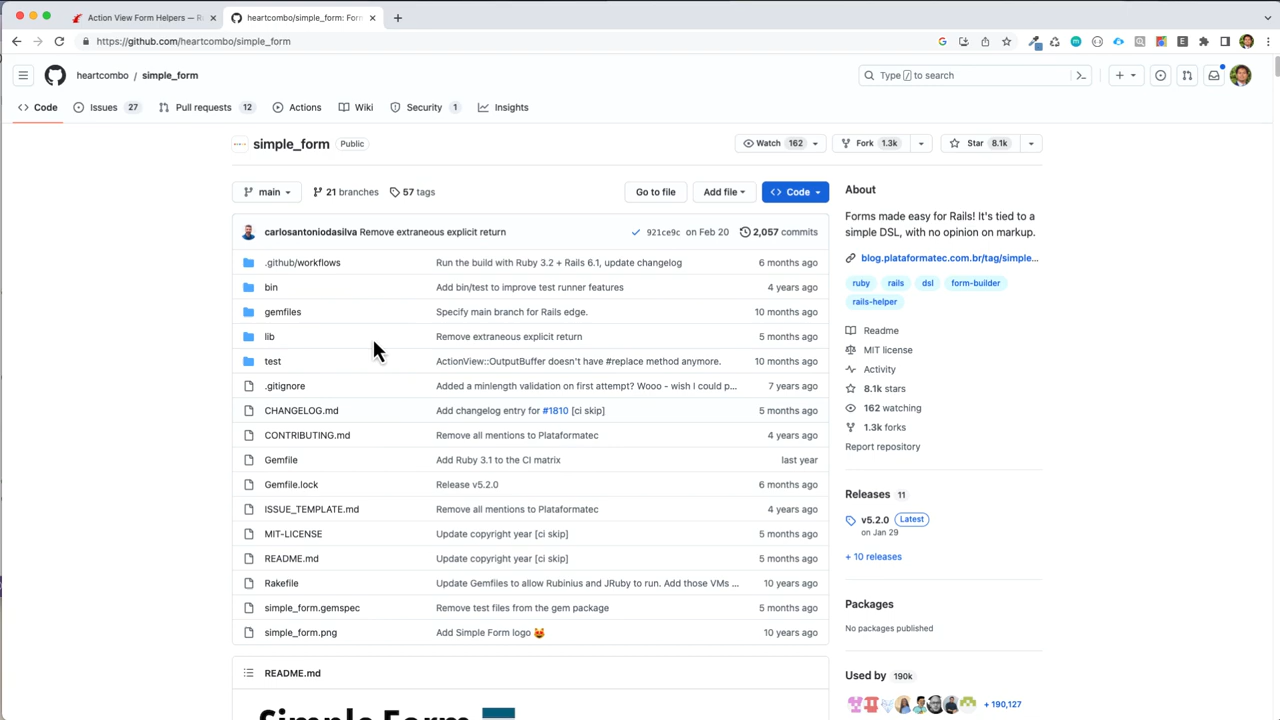 Action View Form Helpers — R
heartcombo/simple_form: Form
https://github.com/heartcombo/simple_form
heartcombo / simple_form
Type / to search
Code
Issues 27
Pull requests 12
Actions
Wiki
Security 1
Insights
simple_form Public
Watch 162
Fork 1.3k
Star 8.1k
main
21 branches
57 tags
Go to file
Add file
Code
carlosantoniodasilva Remove extraneous explicit return 921ce9c on Feb 20 2,057 commits
.github/workflows Run the build with Ruby 3.2 + Rails 6.1, update changelog 6 months ago
bin Add bin/test to improve test runner features 4 years ago
gemfiles Specify main branch for Rails edge. 10 months ago
lib Remove extraneous explicit return 5 months ago
test ActionView::OutputBuffer doesn't have #replace method anymore. 10 months ago
.gitignore Added a minlength validation on first attempt? Wooo - wish I could p... 7 years ago
CHANGELOG.md Add changelog entry for #1810 [ci skip] 5 months ago
CONTRIBUTING.md Remove all mentions to Plataformatec 4 years ago
Gemfile Add Ruby 3.1 to the CI matrix last year
Gemfile.lock Release v5.2.0 6 months ago
ISSUE_TEMPLATE.md Remove all mentions to Plataformatec 4 years ago
MIT-LICENSE Update copyright year [ci skip] 5 months ago
README.md Update copyright year [ci skip] 5 months ago
Rakefile Update Gemfiles to allow Rubinius and JRuby to run. Add those VMs ... 10 years ago
simple_form.gemspec Remove test files from the gem package 5 months ago
simple_form.png Add Simple Form logo 😻 10 years ago
README.md
Simple Form
About
Forms made easy for Rails! It's tied to a
simple DSL, with no opinion on markup.
blog.plataformatec.com.br/tag/simple...
ruby rails dsl form-builder
rails-helper
Readme
MIT license
Activity
8.1k stars
162 watching
1.3k forks
Report repository
Releases 11
v5.2.0 Latest
on Jan 29
+ 10 releases
Packages
No packages published
Used by 190k
+ 190,127